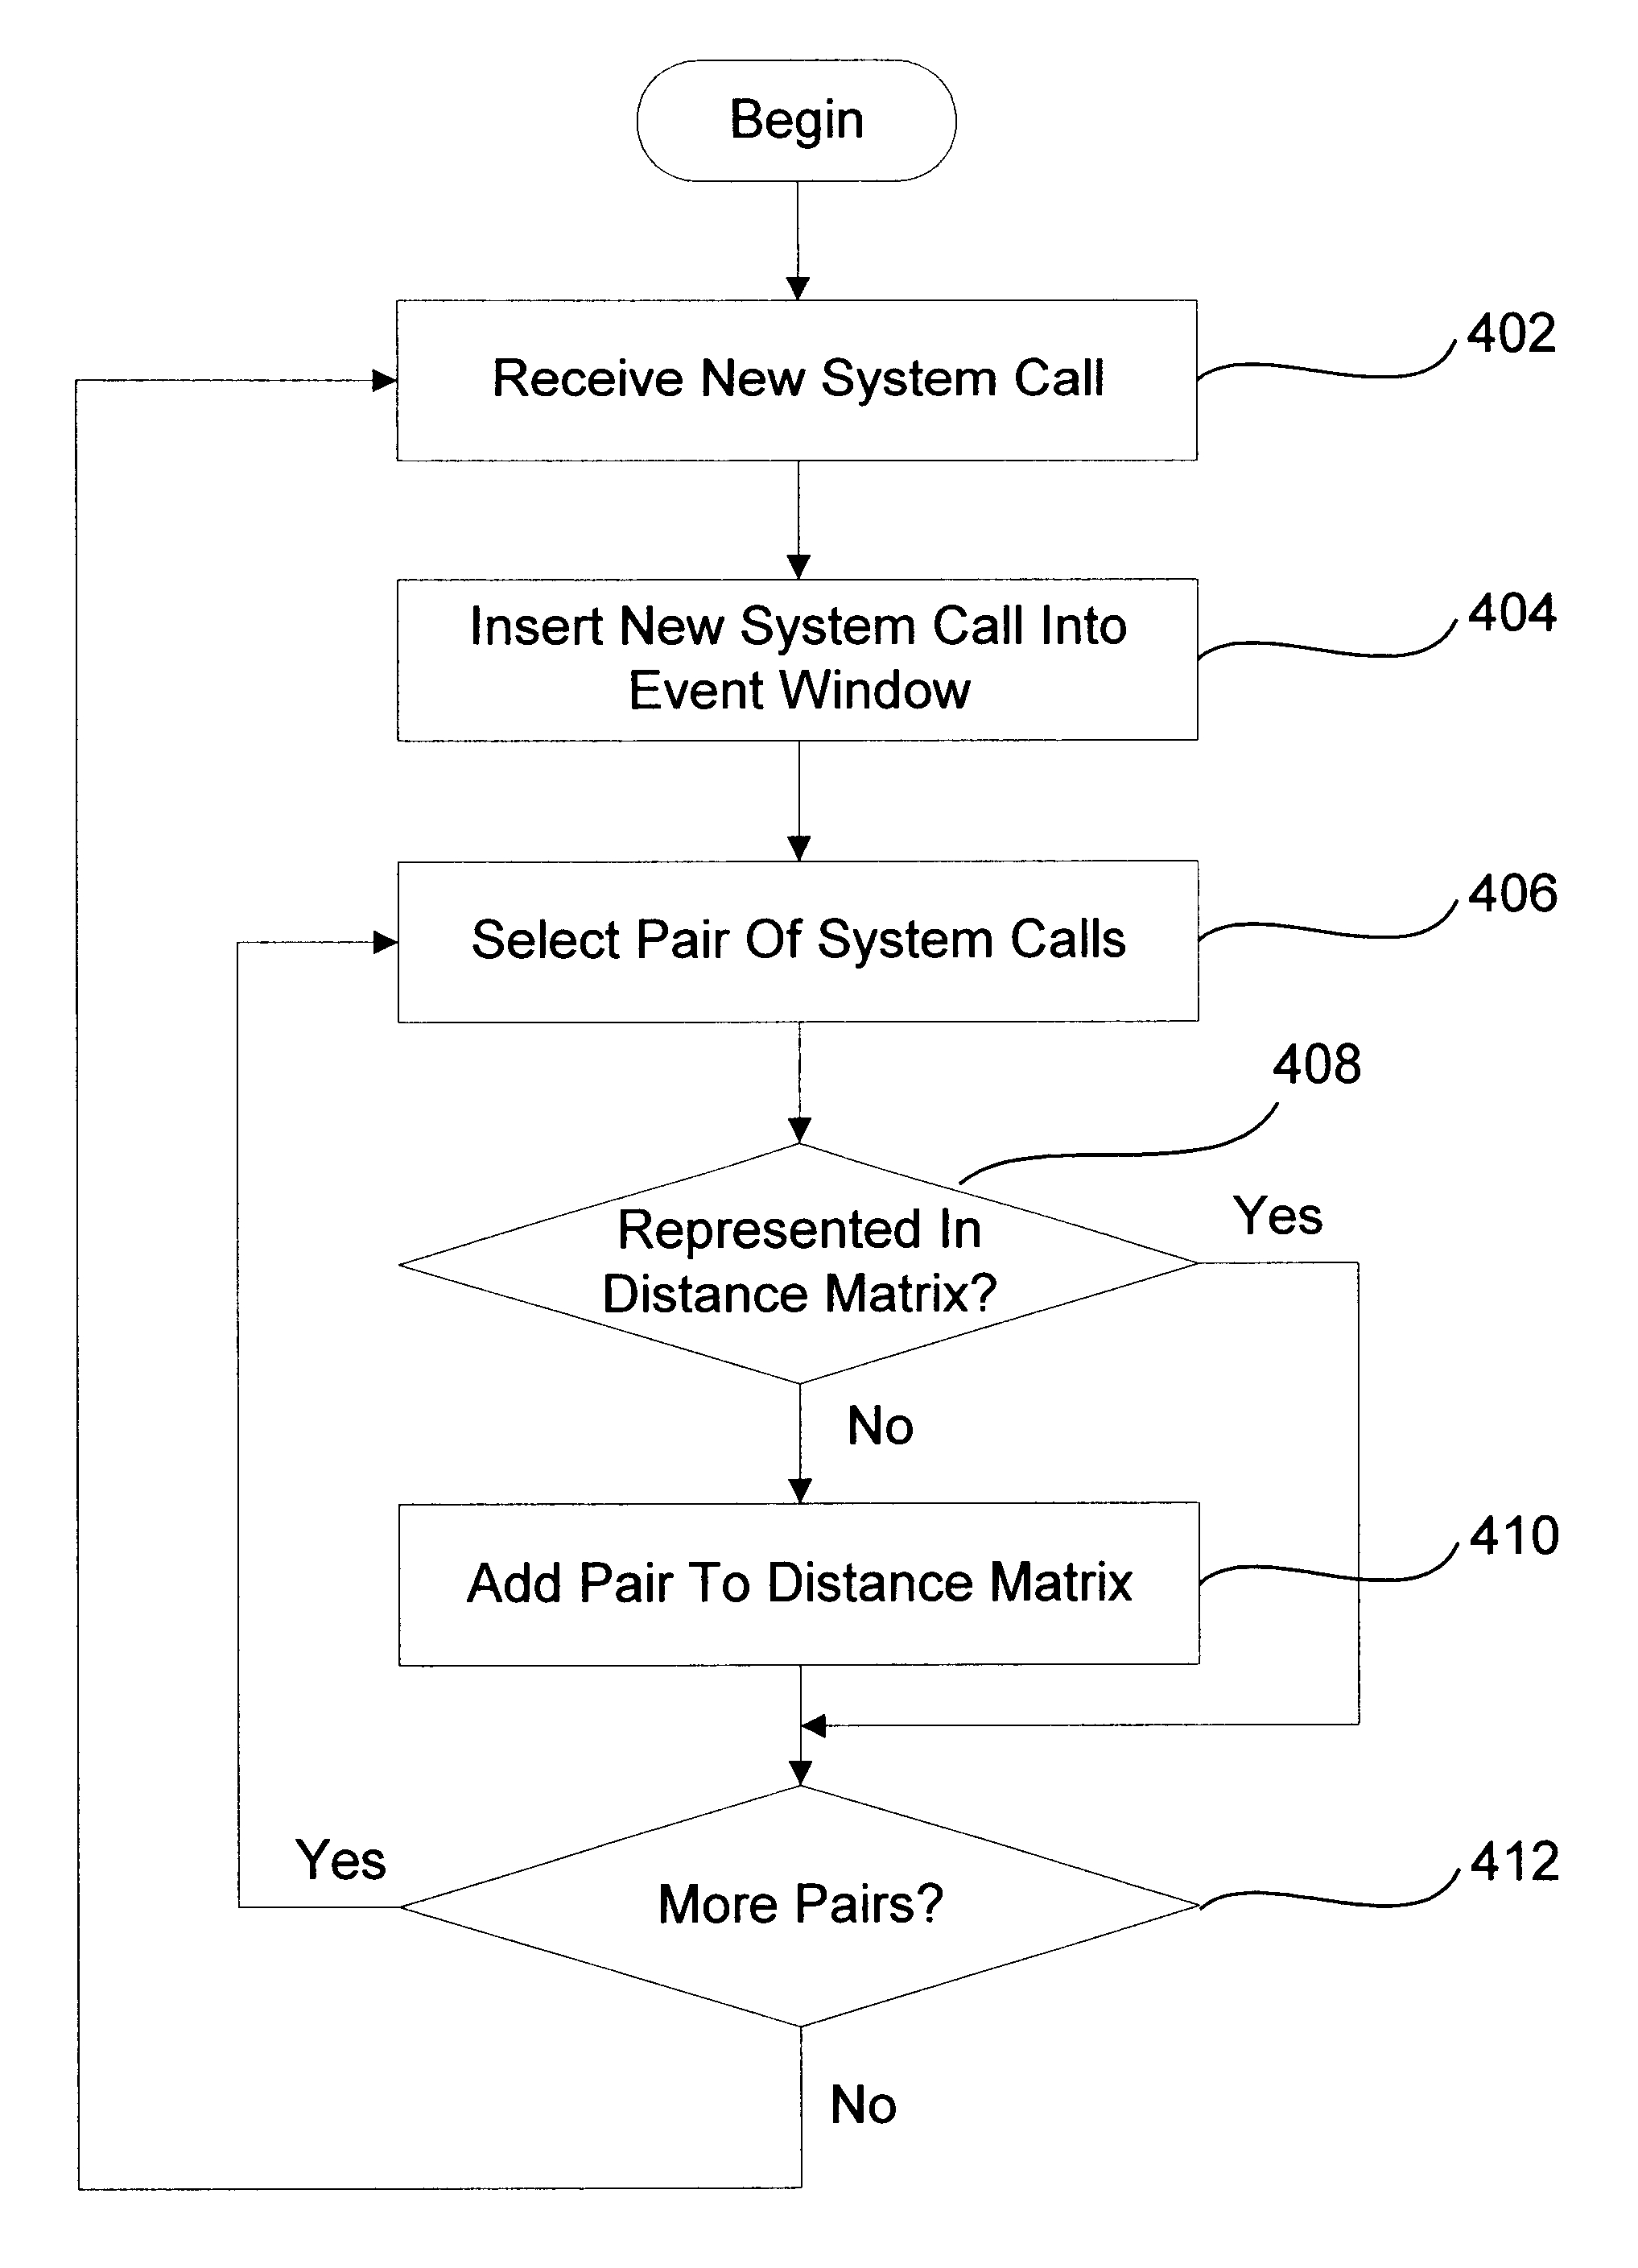 Begin
Receive New System Call
402
Insert New System Call Into
Event Window
404
Select Pair Of System Calls
406
408
Represented In
Distance Matrix?
Yes
No
Add Pair To Distance Matrix
410
More Pairs?
Yes
412
No